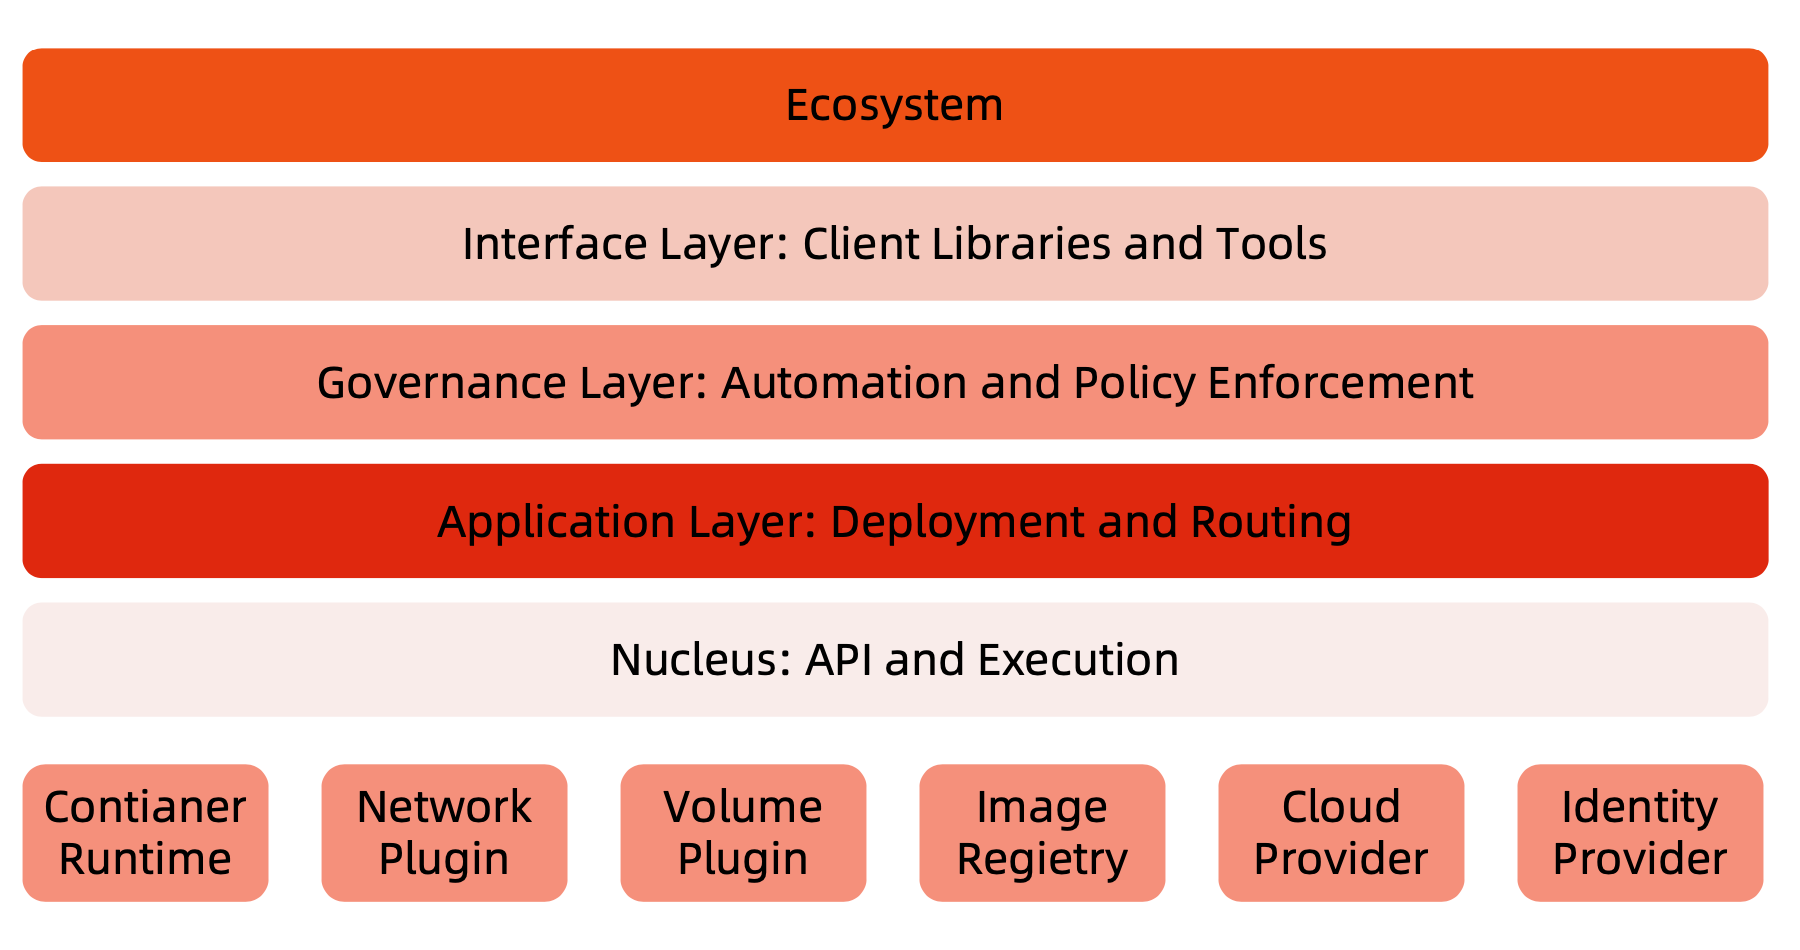 Ecosystem
Interface Layer: Client Libraries and Tools
Governance Layer: Automation and Policy Enforcement
Application Layer: Deployment and Routing
Nucleus: API and Execution
Contianer
Runtime
Network
Plugin
Volume
Plugin
Image
Registry
Cloud
Provider
Identity
Provider